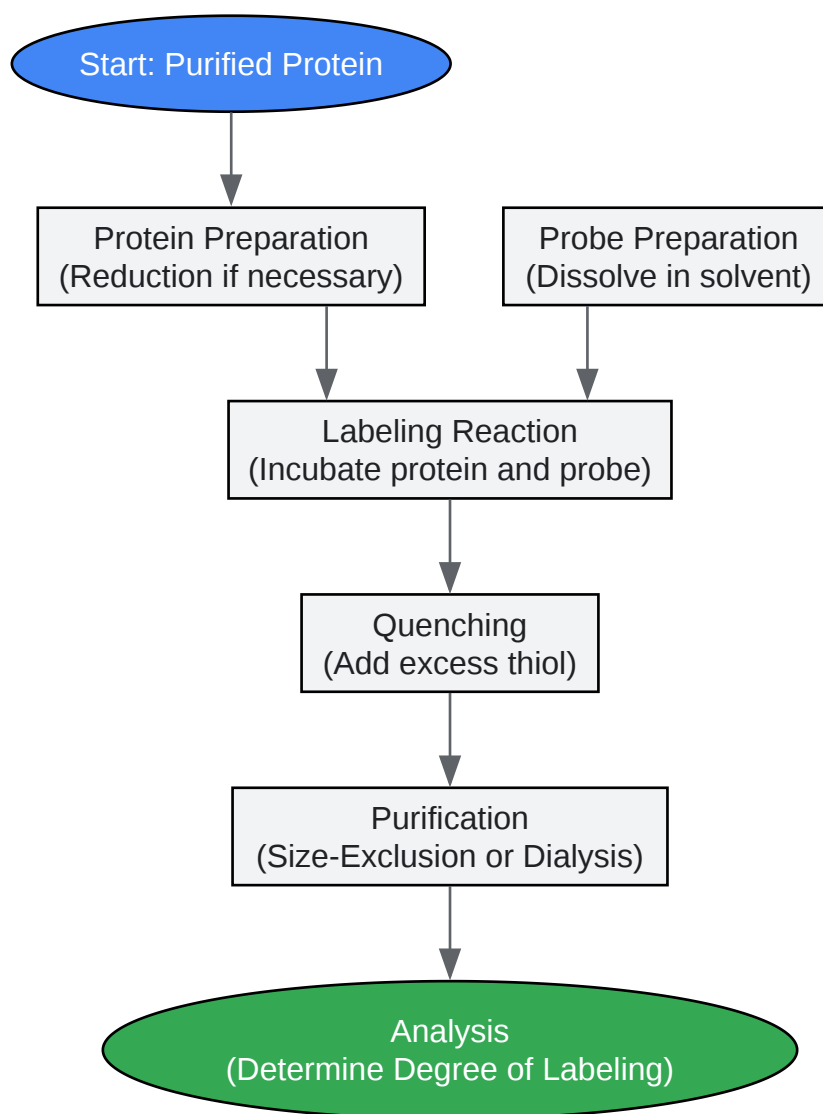 Start: Purified Protein
Protein Preparation
(Reduction if necessary)
Probe Preparation
(Dissolve in solvent)
Labeling Reaction
(Incubate protein and probe)
Quenching
(Add excess thiol)
Purification
(Size-Exclusion or Dialysis)
Analysis
(Determine Degree of Labeling)